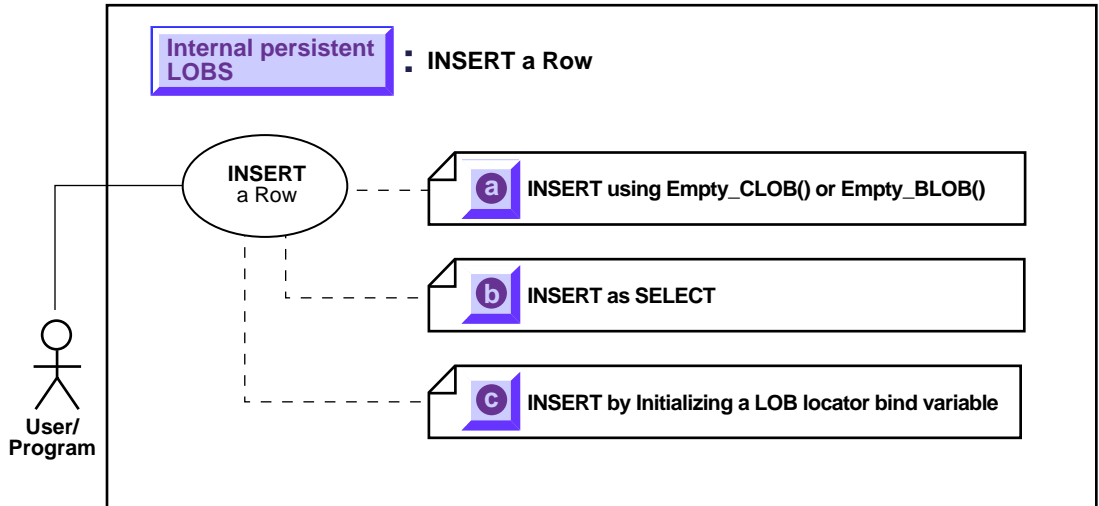 Internal persistent
LOBS
: INSERT a Row
INSERT
a Row
a INSERT using Empty_CLOB() or Empty_BLOB()
b INSERT as SELECT
c INSERT by Initializing a LOB locator bind variable
User/
Program